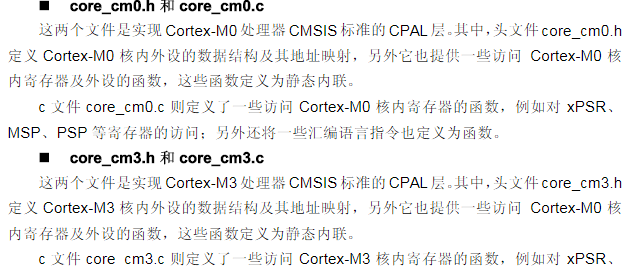 ■ core_cm0.h 和 core_cm0.c
这两个文件是实现 Cortex-M0 处理器 CMSIS 标准的 CPAL 层。其中，头文件 core_cm0.h
定义 Cortex-M0 核内外设的数据结构及其地址映射，另外它也提供一些访问 Cortex-M0 核
内寄存器及外设的函数，这些函数定义为静态内联。
c 文件 core_cm0.c 则定义了一些访问 Cortex-M0 核内寄存器的函数，例如对 xPSR、
MSP、PSP 等寄存器的访问；另外还将一些汇编语言指令也定义为函数。
■ core_cm3.h 和 core_cm3.c
这两个文件是实现 Cortex-M3 处理器 CMSIS 标准的 CPAL 层。其中，头文件 core_cm3.h
定义 Cortex-M3 核内外设的数据结构及其地址映射，另外它也提供一些访问 Cortex-M0 核
内寄存器及外设的函数，这些函数定义为静态内联。
c 文件 core_cm3.c 则定义了一些访问 Cortex-M3 核内寄存器的函数，例如对 xPSR、